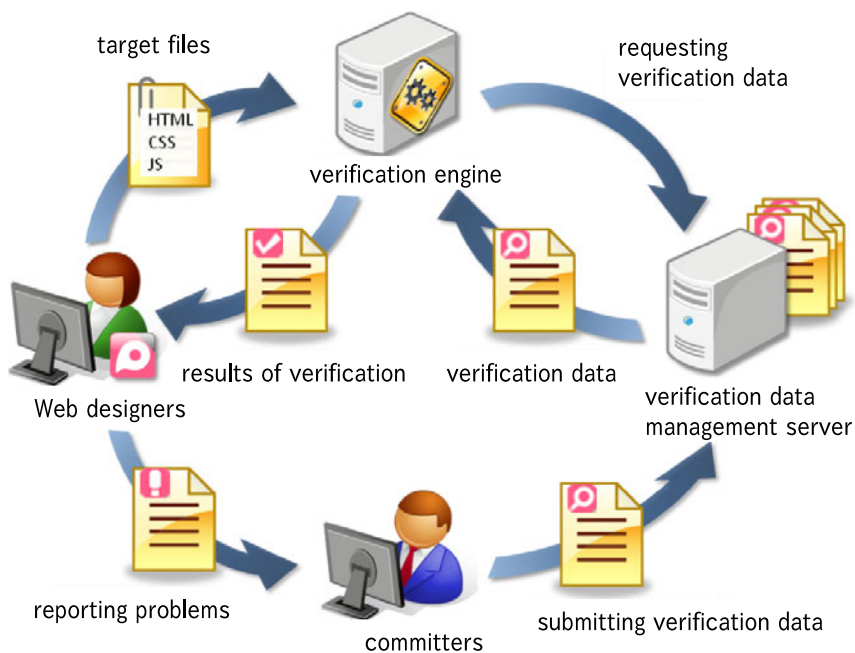 target files
HTML
CSS
JS
verification engine
requesting
verification data
results of verification
verification data
Web designers
verification data
management server
reporting problems
committers
submitting verification data